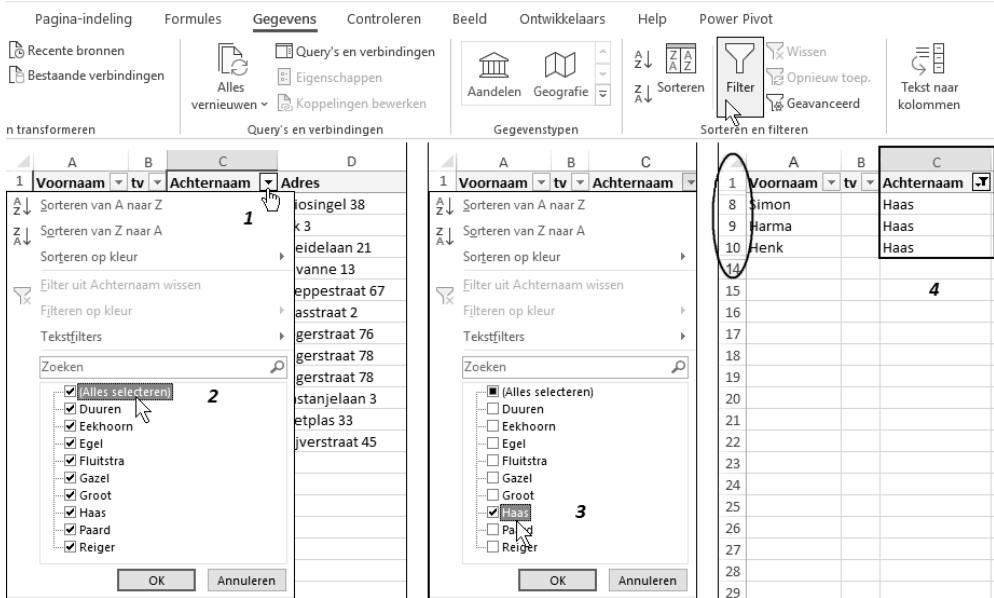 Pagina-indeling Formules Gegevens Controleren Beeld Ontwikkelaars Help Power Pivot
Recente bronnen
Bestaande verbindingen
n transformeren
Alles
vernieuwen
Query's en verbindingen
Eigenschappen
Koppelingen bewerken
Query's en verbindingen
Aandelen Geografie
Gegevenstypen
Sorteren
Filter
Wissen
Opnieuw toep.
Geavanceerd
Sorteren en filteren
Tekst naar
kolommen
A B C D
1 Voornaam tv Achternaam Adres
Sorteren van A naar Z
Sorteren van Z naar A
Sorteren op kleur
Filter uit Achternaam wissen
Filteren op kleur
Tekstfilters
Zoeken
(Alles selecteren)
Duuren
Eekhoorn
Egel
Fluitstra
Gazel
Groot
Haas
Paard
Reiger
OK Annuleren
1
2
iosingel 38
k 3
eidelaan 21
vanne 13
eppestraat 67
asstraat 2
gerstraat 76
gerstraat 78
gerstraat 78
stanjelaan 3
etplas 33
jverstraat 45
A B C
1 Voornaam tv Achternaam
Sorteren van A naar Z
Sorteren van Z naar A
Sorteren op kleur
Filter uit Achternaam wissen
Filteren op kleur
Tekstfilters
Zoeken
(Alles selecteren)
Duuren
Eekhoorn
Egel
Fluitstra
Gazel
Groot
Haas
Paard
Reiger
3
OK Annuleren
A B C
1 Voornaam tv Achternaam
8 Simon Haas
9 Harma Haas
10 Henk Haas
14
15
4
16
17
18
19
20
21
22
23
24
25
26
27
28
29